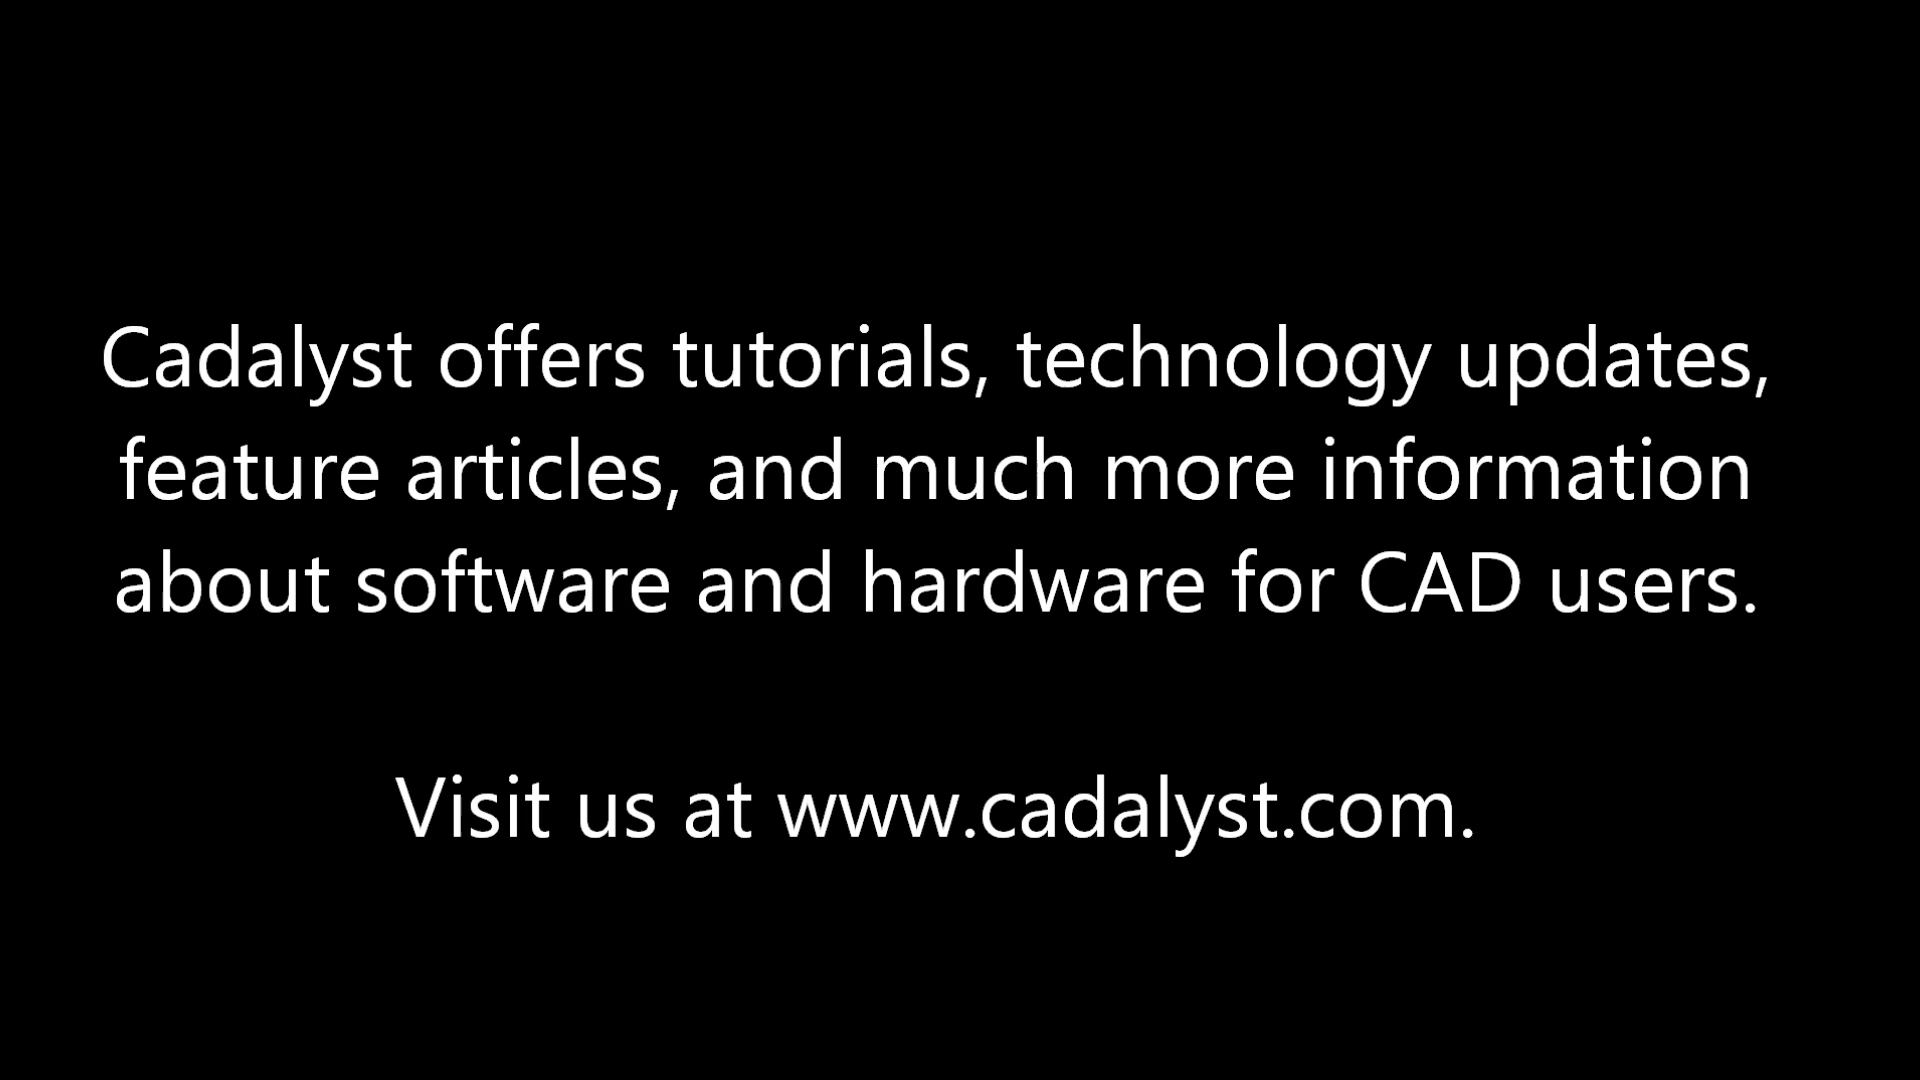 Cadalyst offers tutorials, technology updates,
feature articles, and much more information
about software and hardware for CAD users.
Visit us at www.cadalyst.com.